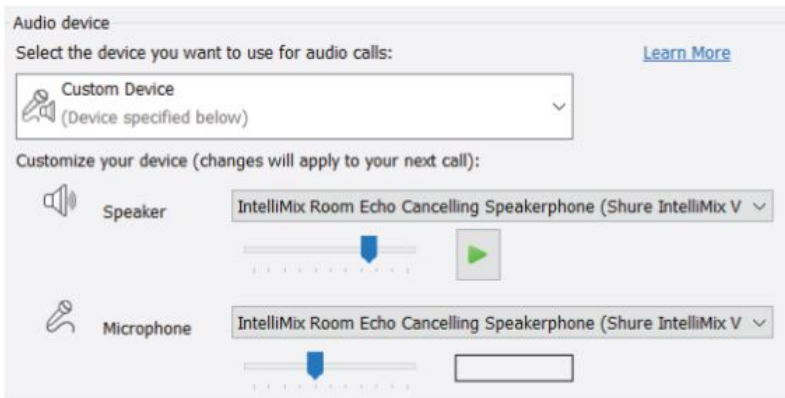 Audio device
Select the device you want to use for audio calls:
Learn More
Custom Device
(Device specified below)
Customize your device (changes will apply to your next call):
Speaker
IntelliMix Room Echo Cancelling Speakerphone (Shure IntelliMix V
Microphone
IntelliMix Room Echo Cancelling Speakerphone (Shure IntelliMix V